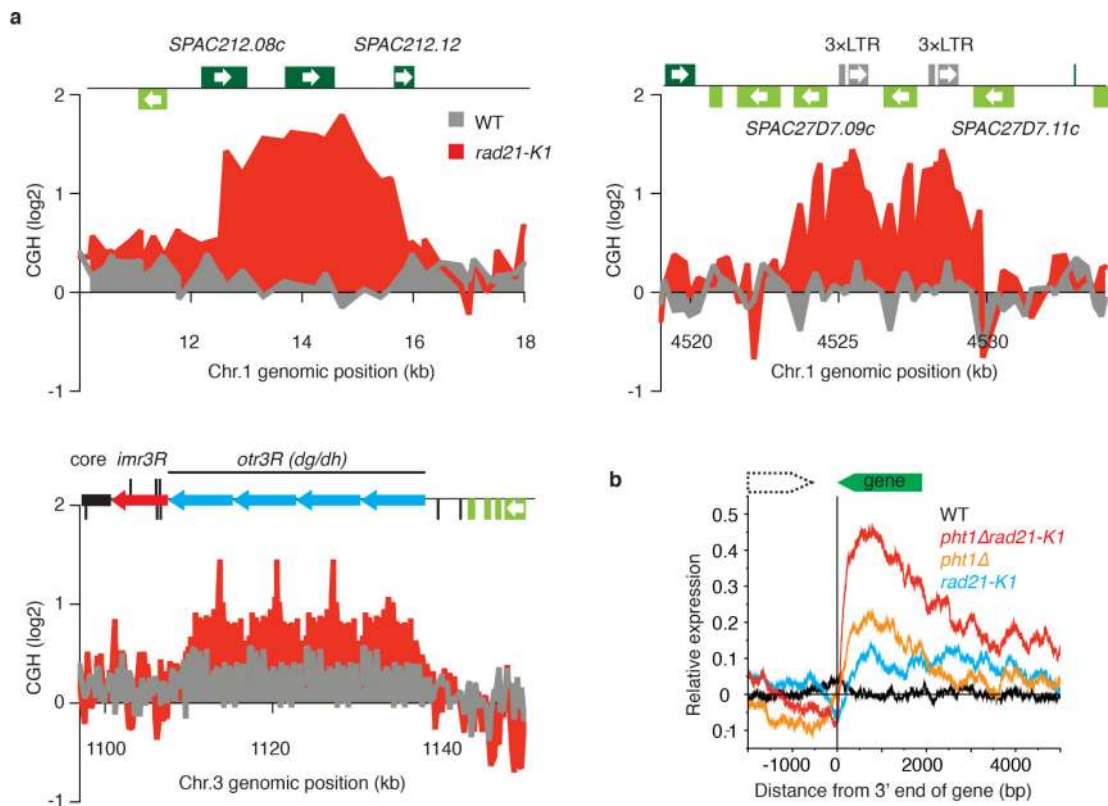 a
SPAC212.08c SPAC212.12
2
1
0
-1
CGH (log2)
WT
rad21-K1
12 14 16 18
Chr.1 genomic position (kb)
3×LTR 3×LTR
SPAC27D7.09c SPAC27D7.11c
2
1
0
-1
CGH (log2)
4520 4525 4530
Chr.1 genomic position (kb)
core imr3R otr3R (dg/dh)
2
1
0
-1
CGH (log2)
1100 1120 1140
Chr.3 genomic position (kb)
b
gene
WT
pht1Δrad21-K1
pht1Δ
rad21-K1
0.5
0.4
0.3
0.2
0.1
0
0.1
Relative expression
-1000 0 2000 4000
Distance from 3' end of gene (bp)